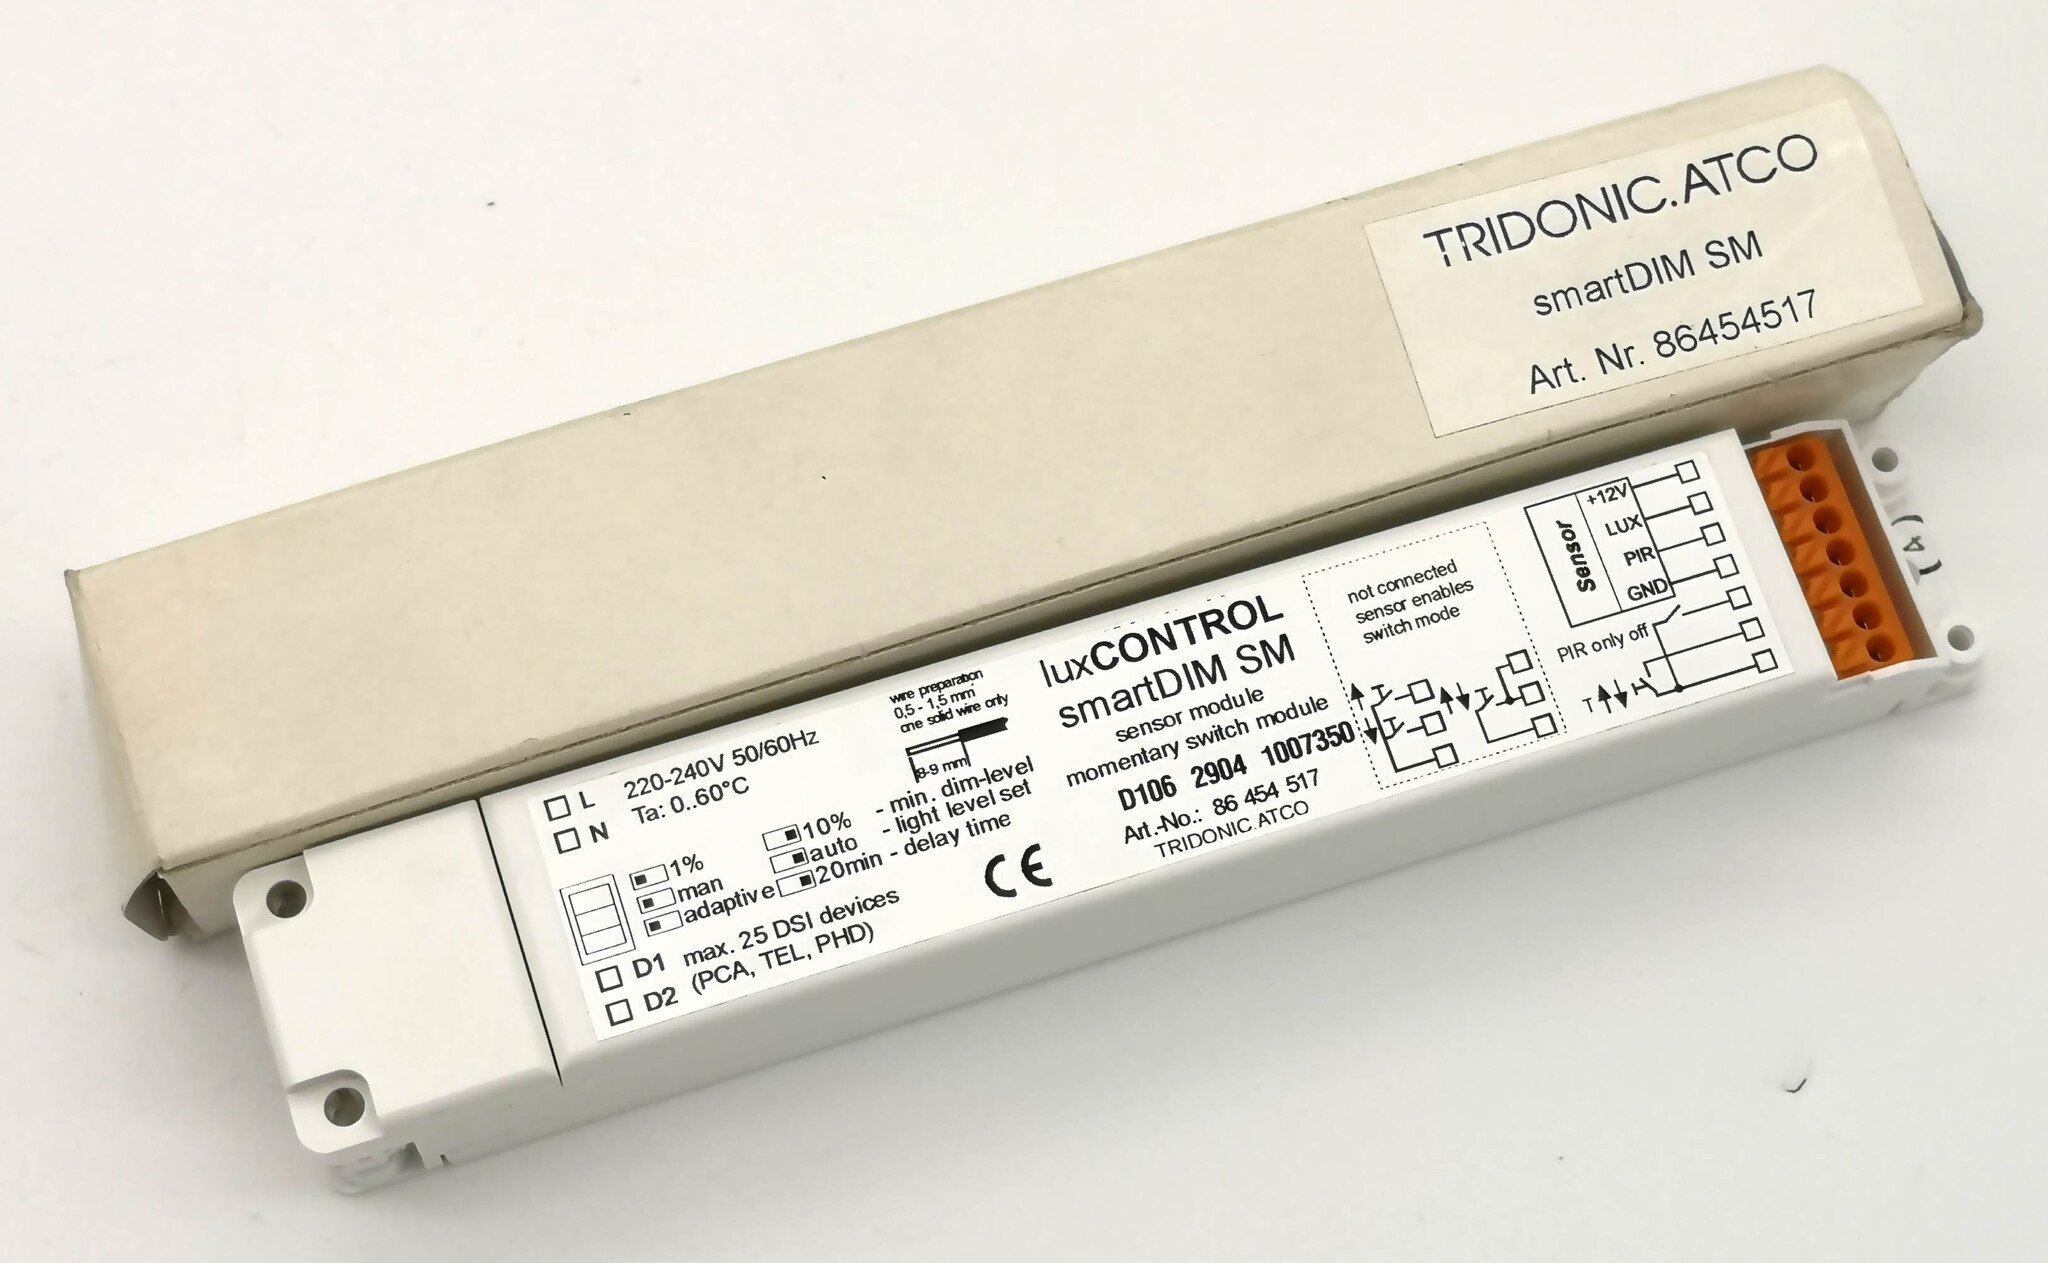 TRIDONIC.ATCO
smartDIM SM
Art. Nr. 86454517
L 220-240V 50/60Hz
N Ta: 0..60°C
wire preparation
0,5 - 1,5 mm²
one solid wire only
8-9 mm
1% 10% - min. dim-level
man auto - light level set
adaptive 20min - delay time
D1 max. 25 DSI devices
D2 (PCA, TEL, PHD)
CE
luxCONTROL
smartDIM SM
sensor module
momentary switch module
D106 2904 1007350
Art.-No.: 86 454 517
TRIDONIC.ATCO
not connected
sensor enables
switch mode
Sensor
+12V
LUX
PIR
GND
PIR only off
T
(4)